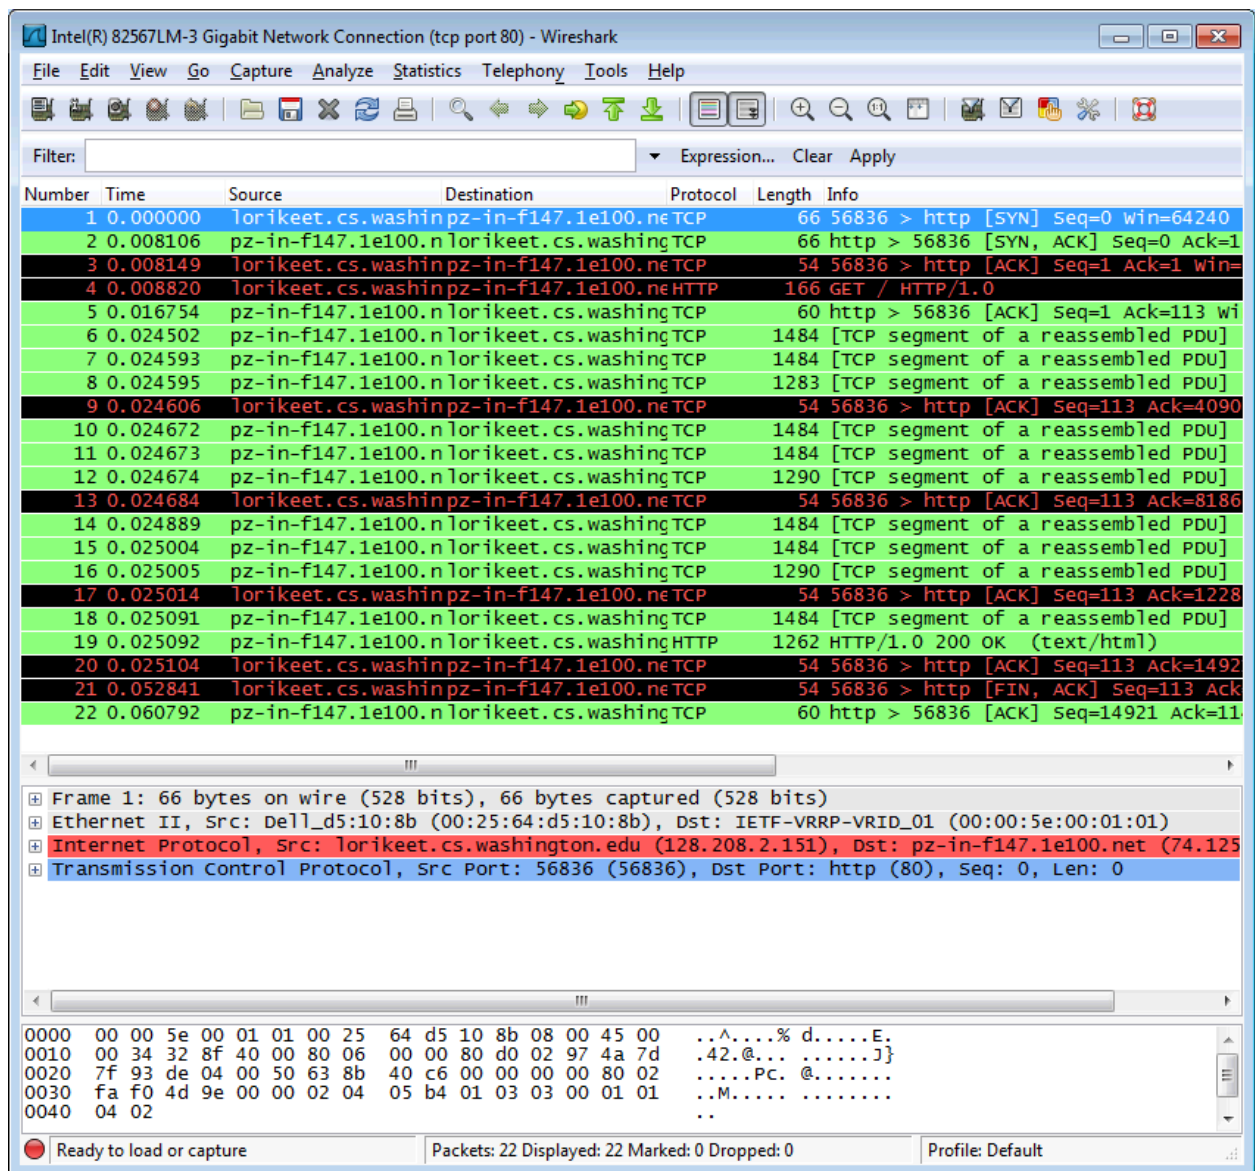 Intel(R) 82567LM-3 Gigabit Network Connection (tcp port 80) - Wireshark
File Edit View Go Capture Analyze Statistics Telephony Tools Help
Filter: Expression... Clear Apply
Number Time Source Destination Protocol Length Info
1 0.000000 lorikeet.cs.washin pz-in-f147.1e100.ne TCP 66 56836 > http [SYN] Seq=0 Win=64240
2 0.008106 pz-in-f147.1e100.n lorikeet.cs.washing TCP 66 http > 56836 [SYN, ACK] Seq=0 Ack=1
3 0.008149 lorikeet.cs.washin pz-in-f147.1e100.ne TCP 54 56836 > http [ACK] Seq=1 Ack=1 Win=
4 0.008820 lorikeet.cs.washin pz-in-f147.1e100.ne HTTP 166 GET / HTTP/1.0
5 0.016754 pz-in-f147.1e100.n lorikeet.cs.washing TCP 60 http > 56836 [ACK] Seq=1 Ack=113 Wi
6 0.024502 pz-in-f147.1e100.n lorikeet.cs.washing TCP 1484 [TCP segment of a reassembled PDU]
7 0.024593 pz-in-f147.1e100.n lorikeet.cs.washing TCP 1484 [TCP segment of a reassembled PDU]
8 0.024595 pz-in-f147.1e100.n lorikeet.cs.washing TCP 1283 [TCP segment of a reassembled PDU]
9 0.024606 lorikeet.cs.washin pz-in-f147.1e100.ne TCP 54 56836 > http [ACK] Seq=113 Ack=4090
10 0.024672 pz-in-f147.1e100.n lorikeet.cs.washing TCP 1484 [TCP segment of a reassembled PDU]
11 0.024673 pz-in-f147.1e100.n lorikeet.cs.washing TCP 1484 [TCP segment of a reassembled PDU]
12 0.024674 pz-in-f147.1e100.n lorikeet.cs.washing TCP 1290 [TCP segment of a reassembled PDU]
13 0.024684 lorikeet.cs.washin pz-in-f147.1e100.ne TCP 54 56836 > http [ACK] Seq=113 Ack=8186
14 0.024889 pz-in-f147.1e100.n lorikeet.cs.washing TCP 1484 [TCP segment of a reassembled PDU]
15 0.025004 pz-in-f147.1e100.n lorikeet.cs.washing TCP 1484 [TCP segment of a reassembled PDU]
16 0.025005 pz-in-f147.1e100.n lorikeet.cs.washing TCP 1290 [TCP segment of a reassembled PDU]
17 0.025014 lorikeet.cs.washin pz-in-f147.1e100.ne TCP 54 56836 > http [ACK] Seq=113 Ack=1228
18 0.025091 pz-in-f147.1e100.n lorikeet.cs.washing TCP 1484 [TCP segment of a reassembled PDU]
19 0.025092 pz-in-f147.1e100.n lorikeet.cs.washing HTTP 1262 HTTP/1.0 200 OK (text/html)
20 0.025104 lorikeet.cs.washin pz-in-f147.1e100.ne TCP 54 56836 > http [ACK] Seq=113 Ack=1492
21 0.052841 lorikeet.cs.washin pz-in-f147.1e100.ne TCP 54 56836 > http [FIN, ACK] Seq=113 Ack
22 0.060792 pz-in-f147.1e100.n lorikeet.cs.washing TCP 60 http > 56836 [ACK] Seq=14921 Ack=11
Frame 1: 66 bytes on wire (528 bits), 66 bytes captured (528 bits)
Ethernet II, Src: Dell_d5:10:8b (00:25:64:d5:10:8b), Dst: IETF-VRRP-VRID_01 (00:00:5e:00:01:01)
Internet Protocol, Src: lorikeet.cs.washington.edu (128.208.2.151), Dst: pz-in-f147.1e100.net (74.125
Transmission Control Protocol, Src Port: 56836 (56836), Dst Port: http (80), Seq: 0, Len: 0
0000 00 00 5e 00 01 01 00 25 64 d5 10 8b 08 00 45 00 ..^....% d.....E.
0010 00 34 32 8f 40 00 80 06 00 00 80 d0 02 97 4a 7d .42.@... ......J}
0020 7f 93 de 04 00 50 63 8b 40 c6 00 00 00 00 80 02 .....Pc. @.......
0030 fa f0 4d 9e 00 00 02 04 05 b4 01 03 03 00 01 01 ..M..... ........
0040 04 02 ..
Ready to load or capture Packets: 22 Displayed: 22 Marked: 0 Dropped: 0 Profile: Default